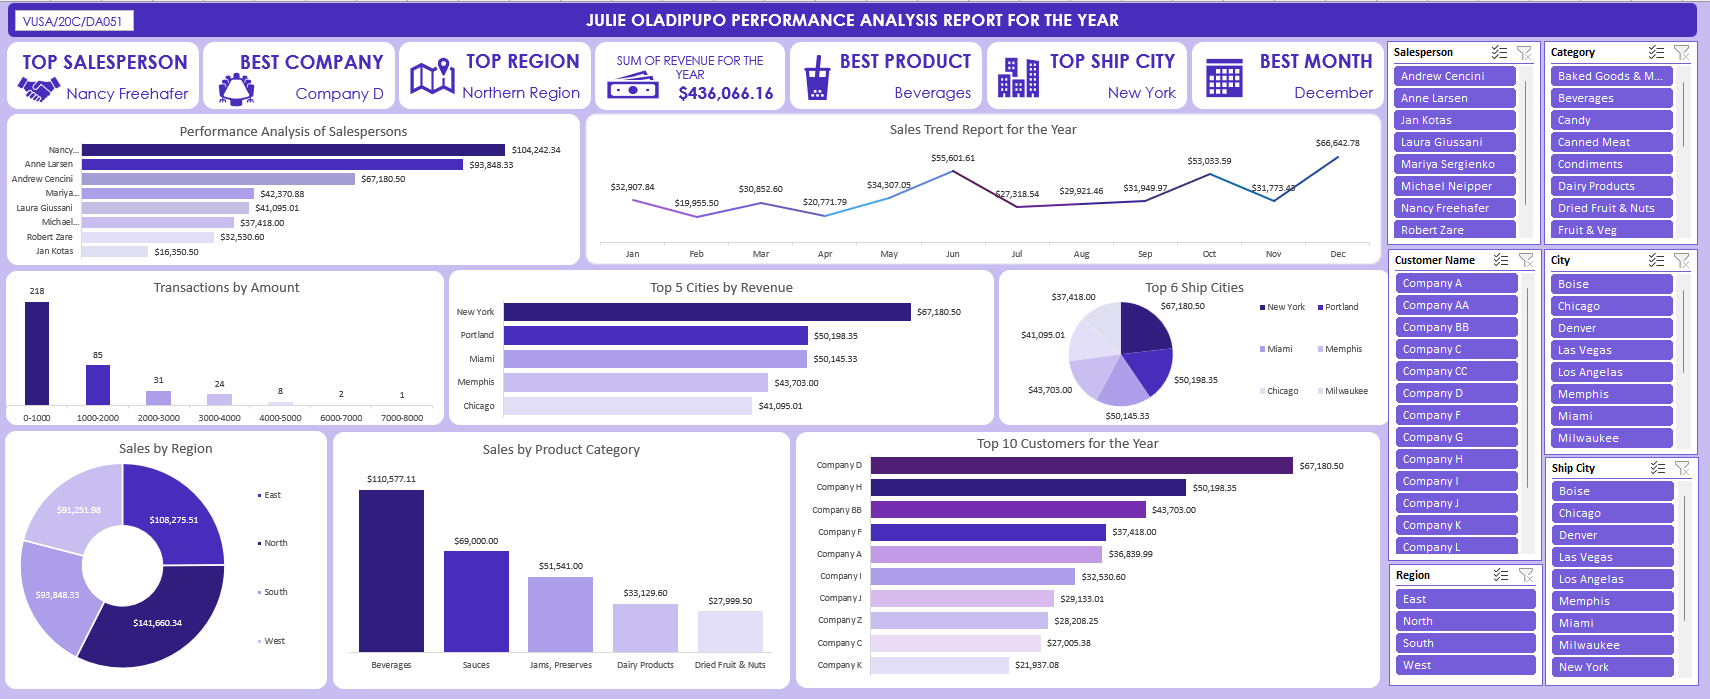 VUSA/20C/DA051
JULIE OLADIPUPO PERFORMANCE ANALYSIS REPORT FOR THE YEAR
TOP SALESPERSON
Nancy Freehafer
BEST COMPANY
Company D
TOP REGION
Northern Region
SUM OF REVENUE FOR THE
YEAR
$436,066.16
BEST PRODUCT
Beverages
TOP SHIP CITY
New York
BEST MONTH
December
Performance Analysis of Salespersons
Nancy... $104,242.34
Anne Larsen $93,848.33
Andrew Cencini $67,180.50
Mariya... $42,370.88
Laura Giussani $41,095.01
Michael... $37,418.00
Robert Zare $32,530.60
Jan Kotas $16,350.50
Sales Trend Report for the Year
$32,907.84 $19,955.50 $30,852.60 $20,771.79 $34,307.05 $55,601.61 $27,318.54 $29,921.46 $31,949.97 $53,033.59 $31,773.43 $66,642.78
Jan Feb Mar Apr May Jun Jul Aug Sep Oct Nov Dec
Transactions by Amount
218 85 31 24 8 2 1
0-1000 1000-2000 2000-3000 3000-4000 4000-5000 6000-7000 7000-8000
Top 5 Cities by Revenue
New York $67,180.50
Portland $50,198.35
Miami $50,145.33
Memphis $43,703.00
Chicago $41,095.01
Top 6 Ship Cities
$37,418.00 $67,180.50
$41,095.01
$50,198.35
$43,703.00
$50,145.33
New York Portland
Miami Memphis
Chicago Milwaukee
Sales by Region
$91,251.98 $108,275.51
$93,848.33
$141,660.34
East
North
South
West
Sales by Product Category
$110,577.11 $69,000.00 $51,541.00 $33,129.60 $27,999.50
Beverages Sauces Jams, Preserves Dairy Products Dried Fruit & Nuts
Top 10 Customers for the Year
Company D $67,180.50
Company H $50,198.35
Company BB $43,703.00
Company F $37,418.00
Company A $36,839.99
Company I $32,530.60
Company J $29,133.01
Company Z $28,208.25
Company C $27,005.38
Company K $21,937.08
Salesperson
Andrew Cencini
Anne Larsen
Jan Kotas
Laura Giussani
Mariya Sergienko
Michael Neipper
Nancy Freehafer
Robert Zare
Category
Baked Goods & M...
Beverages
Candy
Canned Meat
Condiments
Dairy Products
Dried Fruit & Nuts
Fruit & Veg
Customer Name
Company A
Company AA
Company BB
Company C
Company CC
Company D
Company F
Company G
Company H
Company I
Company J
Company K
Company L
City
Boise
Chicago
Denver
Las Vegas
Los Angelas
Memphis
Miami
Milwaukee
Region
East
North
South
West
Ship City
Boise
Chicago
Denver
Las Vegas
Los Angelas
Memphis
Miami
Milwaukee
New York